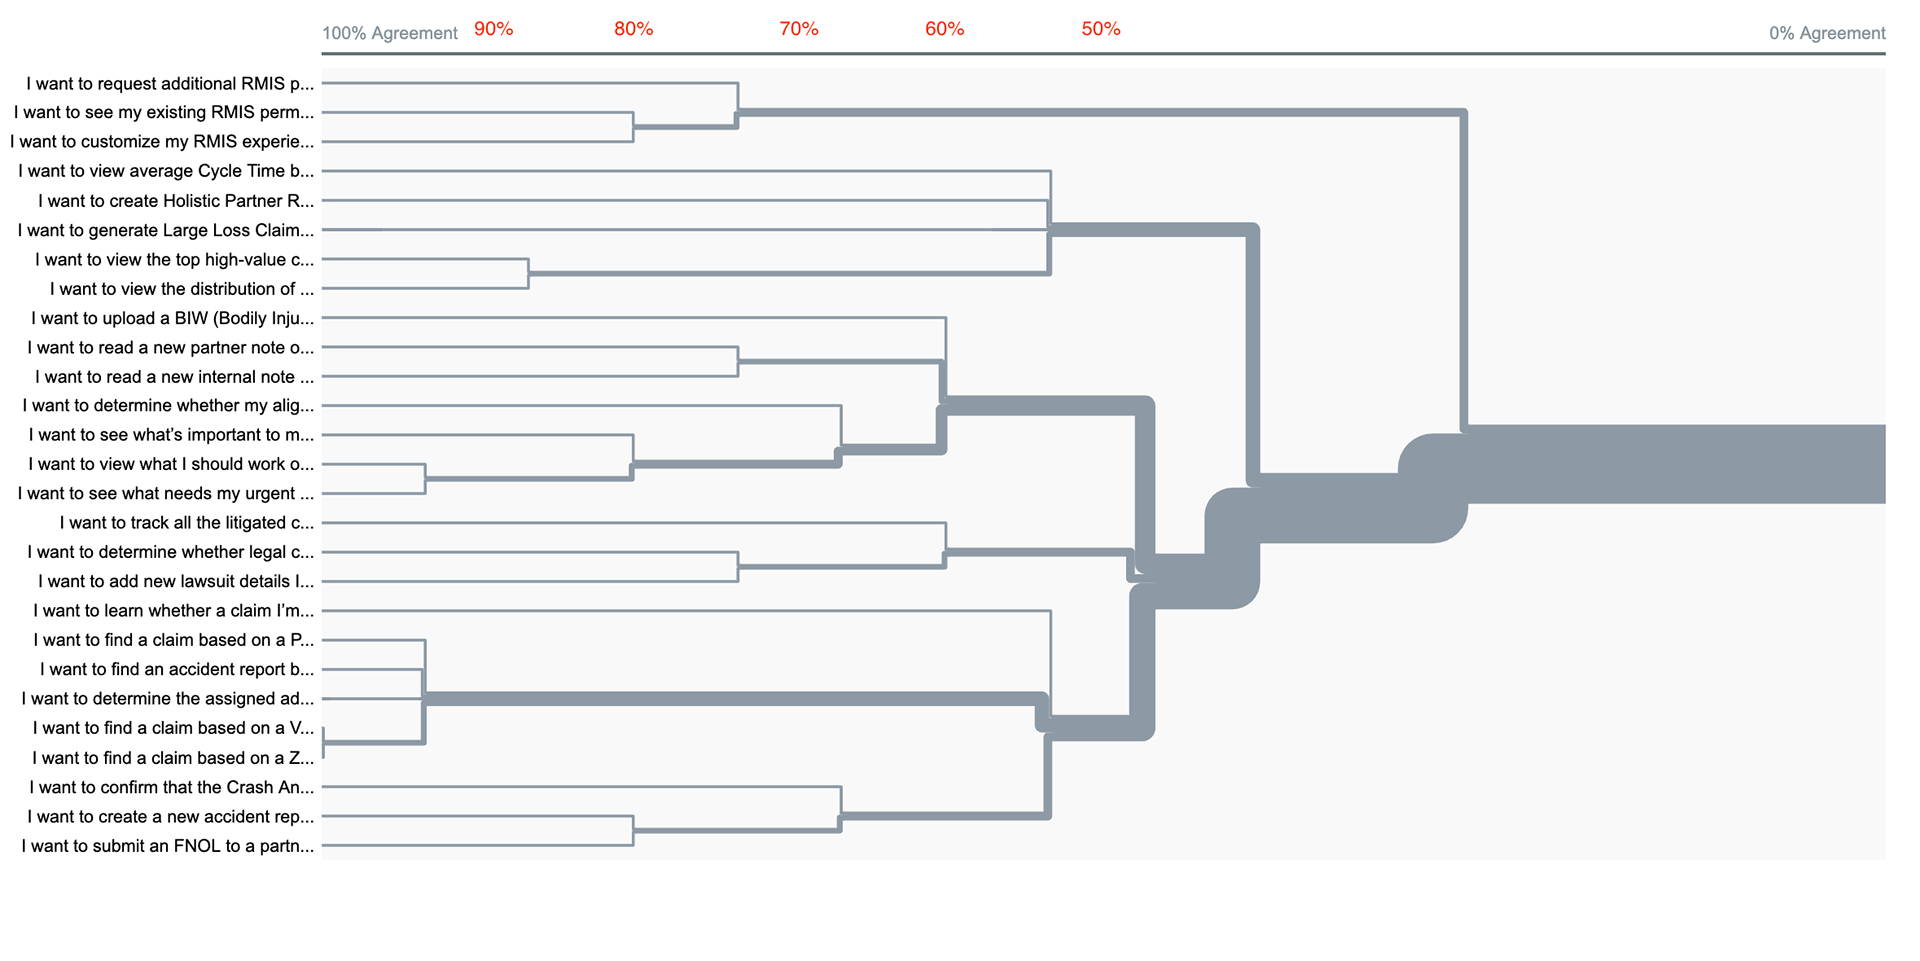 100% Agreement 90% 80% 70% 60% 50% 0% Agreement
I want to request additional RMIS p...
I want to see my existing RMIS perm...
I want to customize my RMIS experie...
I want to view average Cycle Time b...
I want to create Holistic Partner R...
I want to generate Large Loss Claim...
I want to view the top high-value c...
I want to view the distribution of ...
I want to upload a BIW (Bodily Inju...
I want to read a new partner note o...
I want to read a new internal note ...
I want to determine whether my alig...
I want to see what’s important to m...
I want to view what I should work o...
I want to see what needs my urgent ...
I want to track all the litigated c...
I want to determine whether legal c...
I want to add new lawsuit details I...
I want to learn whether a claim I’m...
I want to find a claim based on a P...
I want to find an accident report b...
I want to determine the assigned ad...
I want to find a claim based on a V...
I want to find a claim based on a Z...
I want to confirm that the Crash An...
I want to create a new accident rep...
I want to submit an FNOL to a partn...